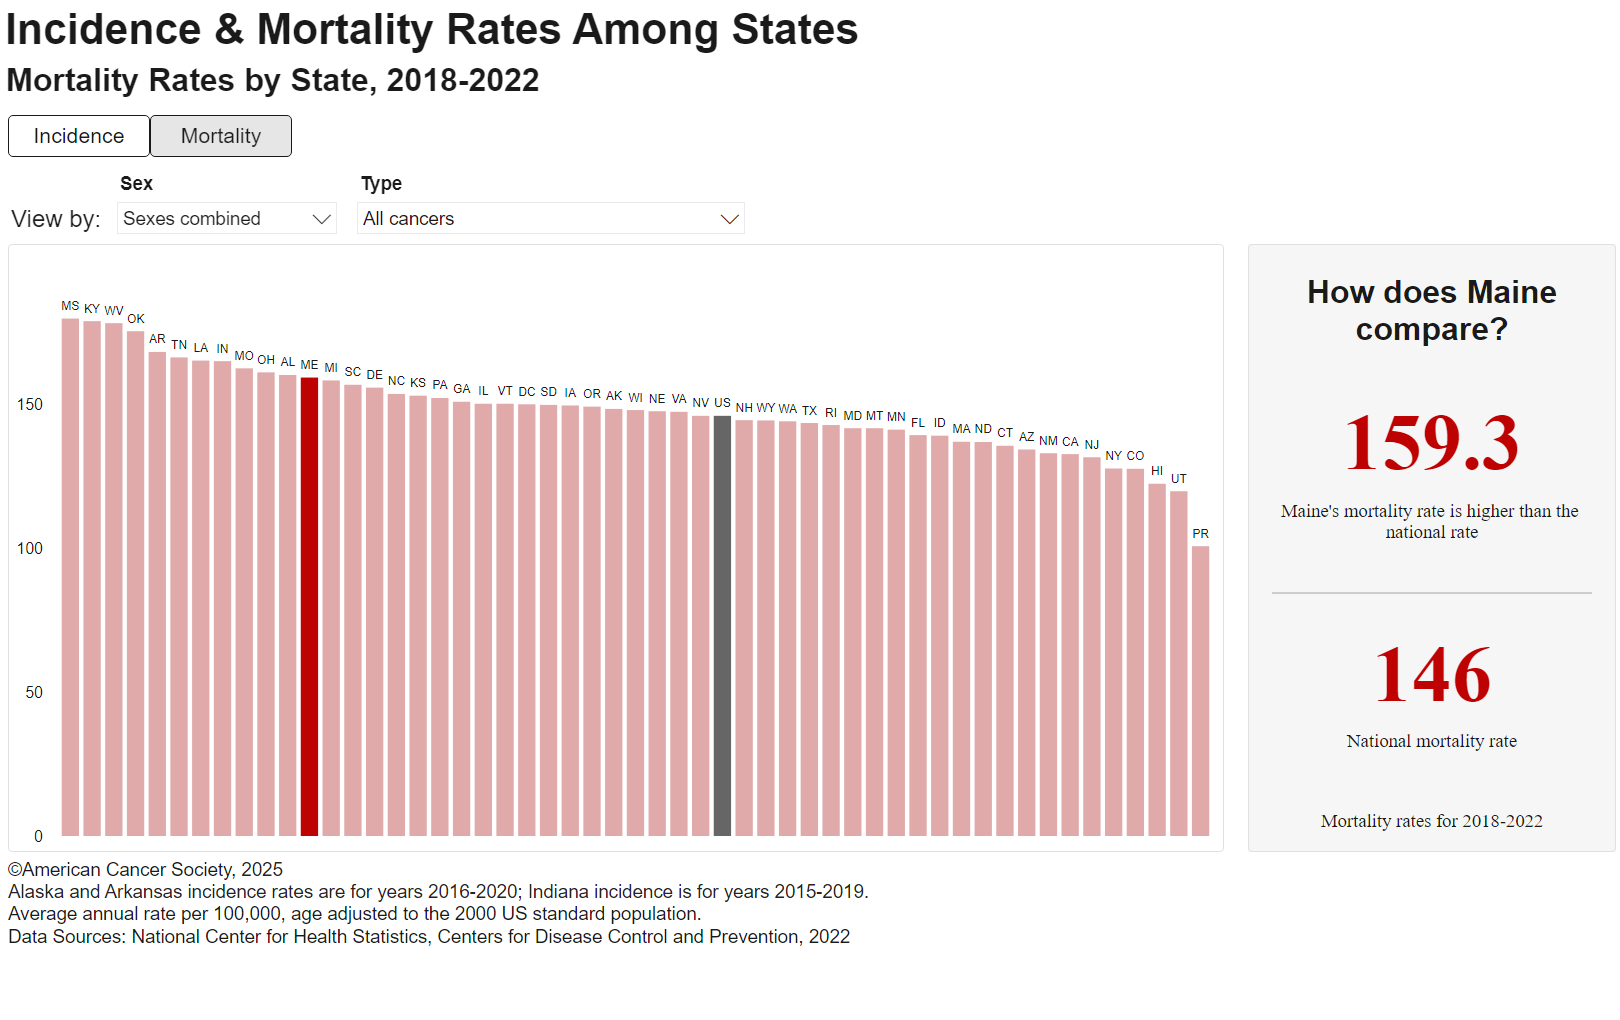 Incidence & Mortality Rates Among States
Mortality Rates by State, 2018-2022
Incidence Mortality
Sex Type
View by: Sexes combined All cancers
MS KY WV OK AR TN LA IN MO OH AL ME MI SC DE NC KS PA GA IL VT DC SD IA OR AK WI NE VA NV US NH WY WA TX RI MD MT MN FL ID MA ND CT AZ NM CA NJ NY CO HI UT PR
150
100
50
0
How does Maine
compare?
159.3
Maine's mortality rate is higher than the
national rate
146
National mortality rate
Mortality rates for 2018-2022
©American Cancer Society, 2025
Alaska and Arkansas incidence rates are for years 2016-2020; Indiana incidence is for years 2015-2019.
Average annual rate per 100,000, age adjusted to the 2000 US standard population.
Data Sources: National Center for Health Statistics, Centers for Disease Control and Prevention, 2022